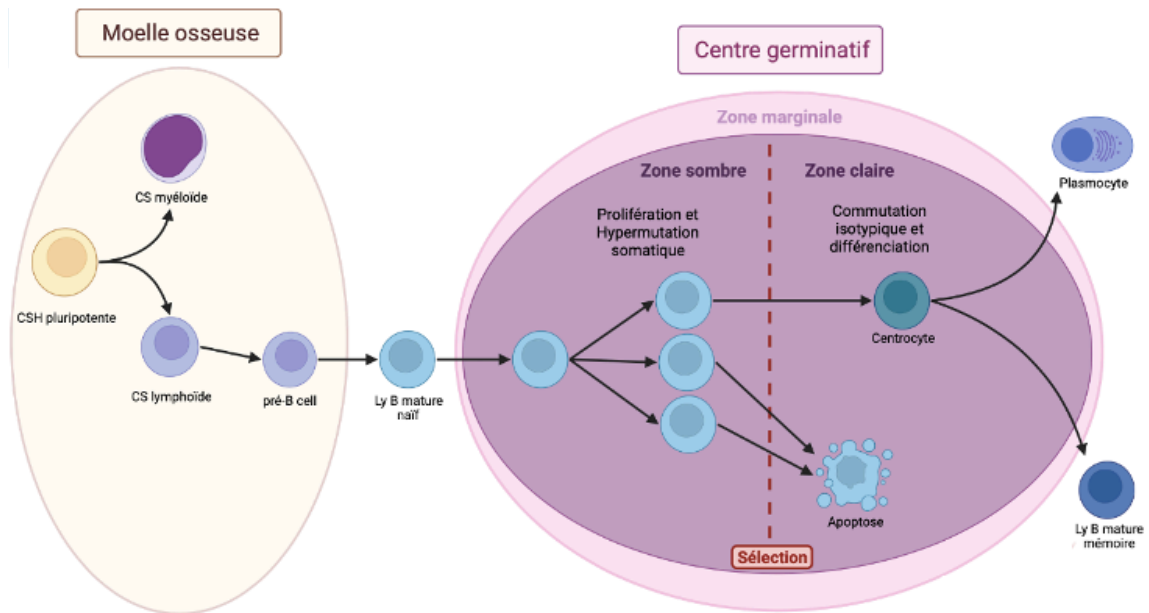 Moelle osseuse
Centre germinatif
Zone marginale
Zone sombre
Zone claire
CS myéloïde
Plasmocyte
Prolifération et
Hypermutation
somatique
Commutation
isotypique et
différenciation
CSH pluripotente
Centrocyte
CS lymphoïde
pré-B cell
Ly B mature
naïf
Apoptose
Ly B mature
mémoire
Sélection